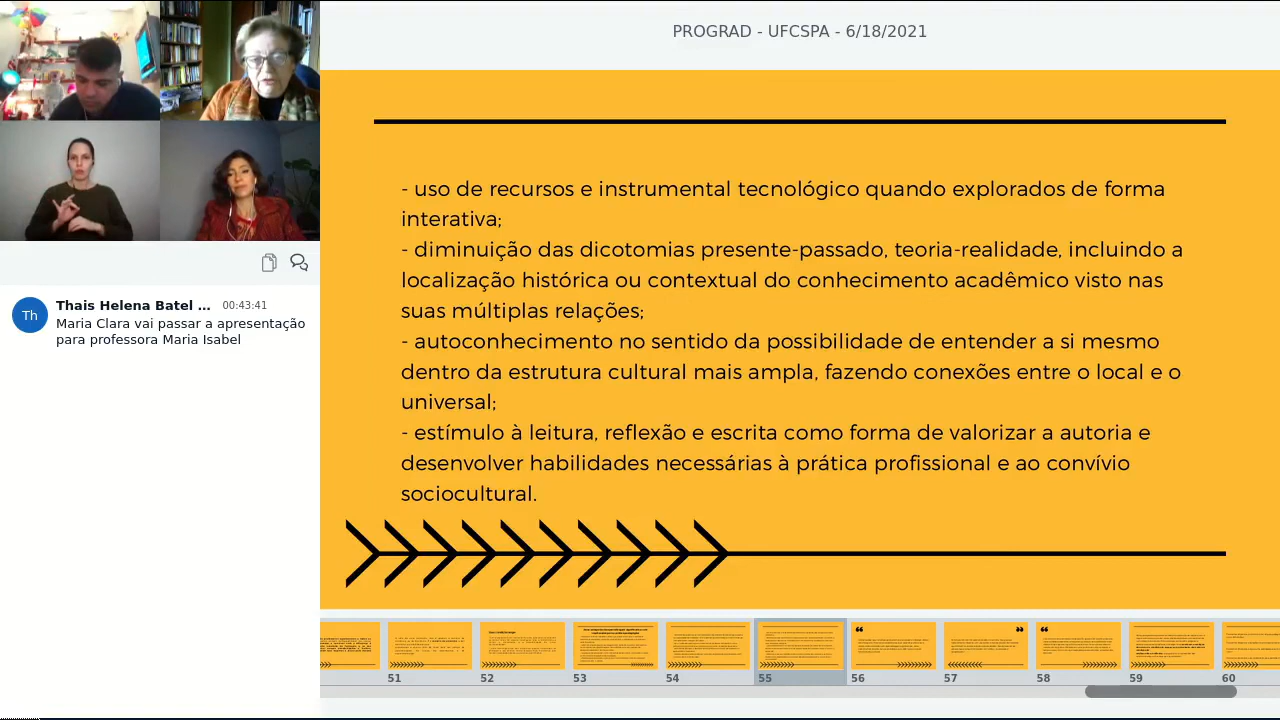 PROGRAD - UFCSPA - 6/18/2021
- uso de recursos e instrumental tecnológico quando explorados de forma
interativa;
- diminuição das dicotomias presente-passado, teoria-realidade, incluindo a
localização histórica ou contextual do conhecimento acadêmico visto nas
suas múltiplas relações;
- autoconhecimento no sentido da possibilidade de entender a si mesmo
dentro da estrutura cultural mais ampla, fazendo conexões entre o local e o
universal;
- estímulo à leitura, reflexão e escrita como forma de valorizar a autoria e
desenvolver habilidades necessárias à prática profissional e ao convívio
sociocultural.
Th
Thais Helena Batel ... 00:43:41
Maria Clara vai passar a apresentação
para professora Maria Isabel
51 52 53 54 55 56 57 58 59 60